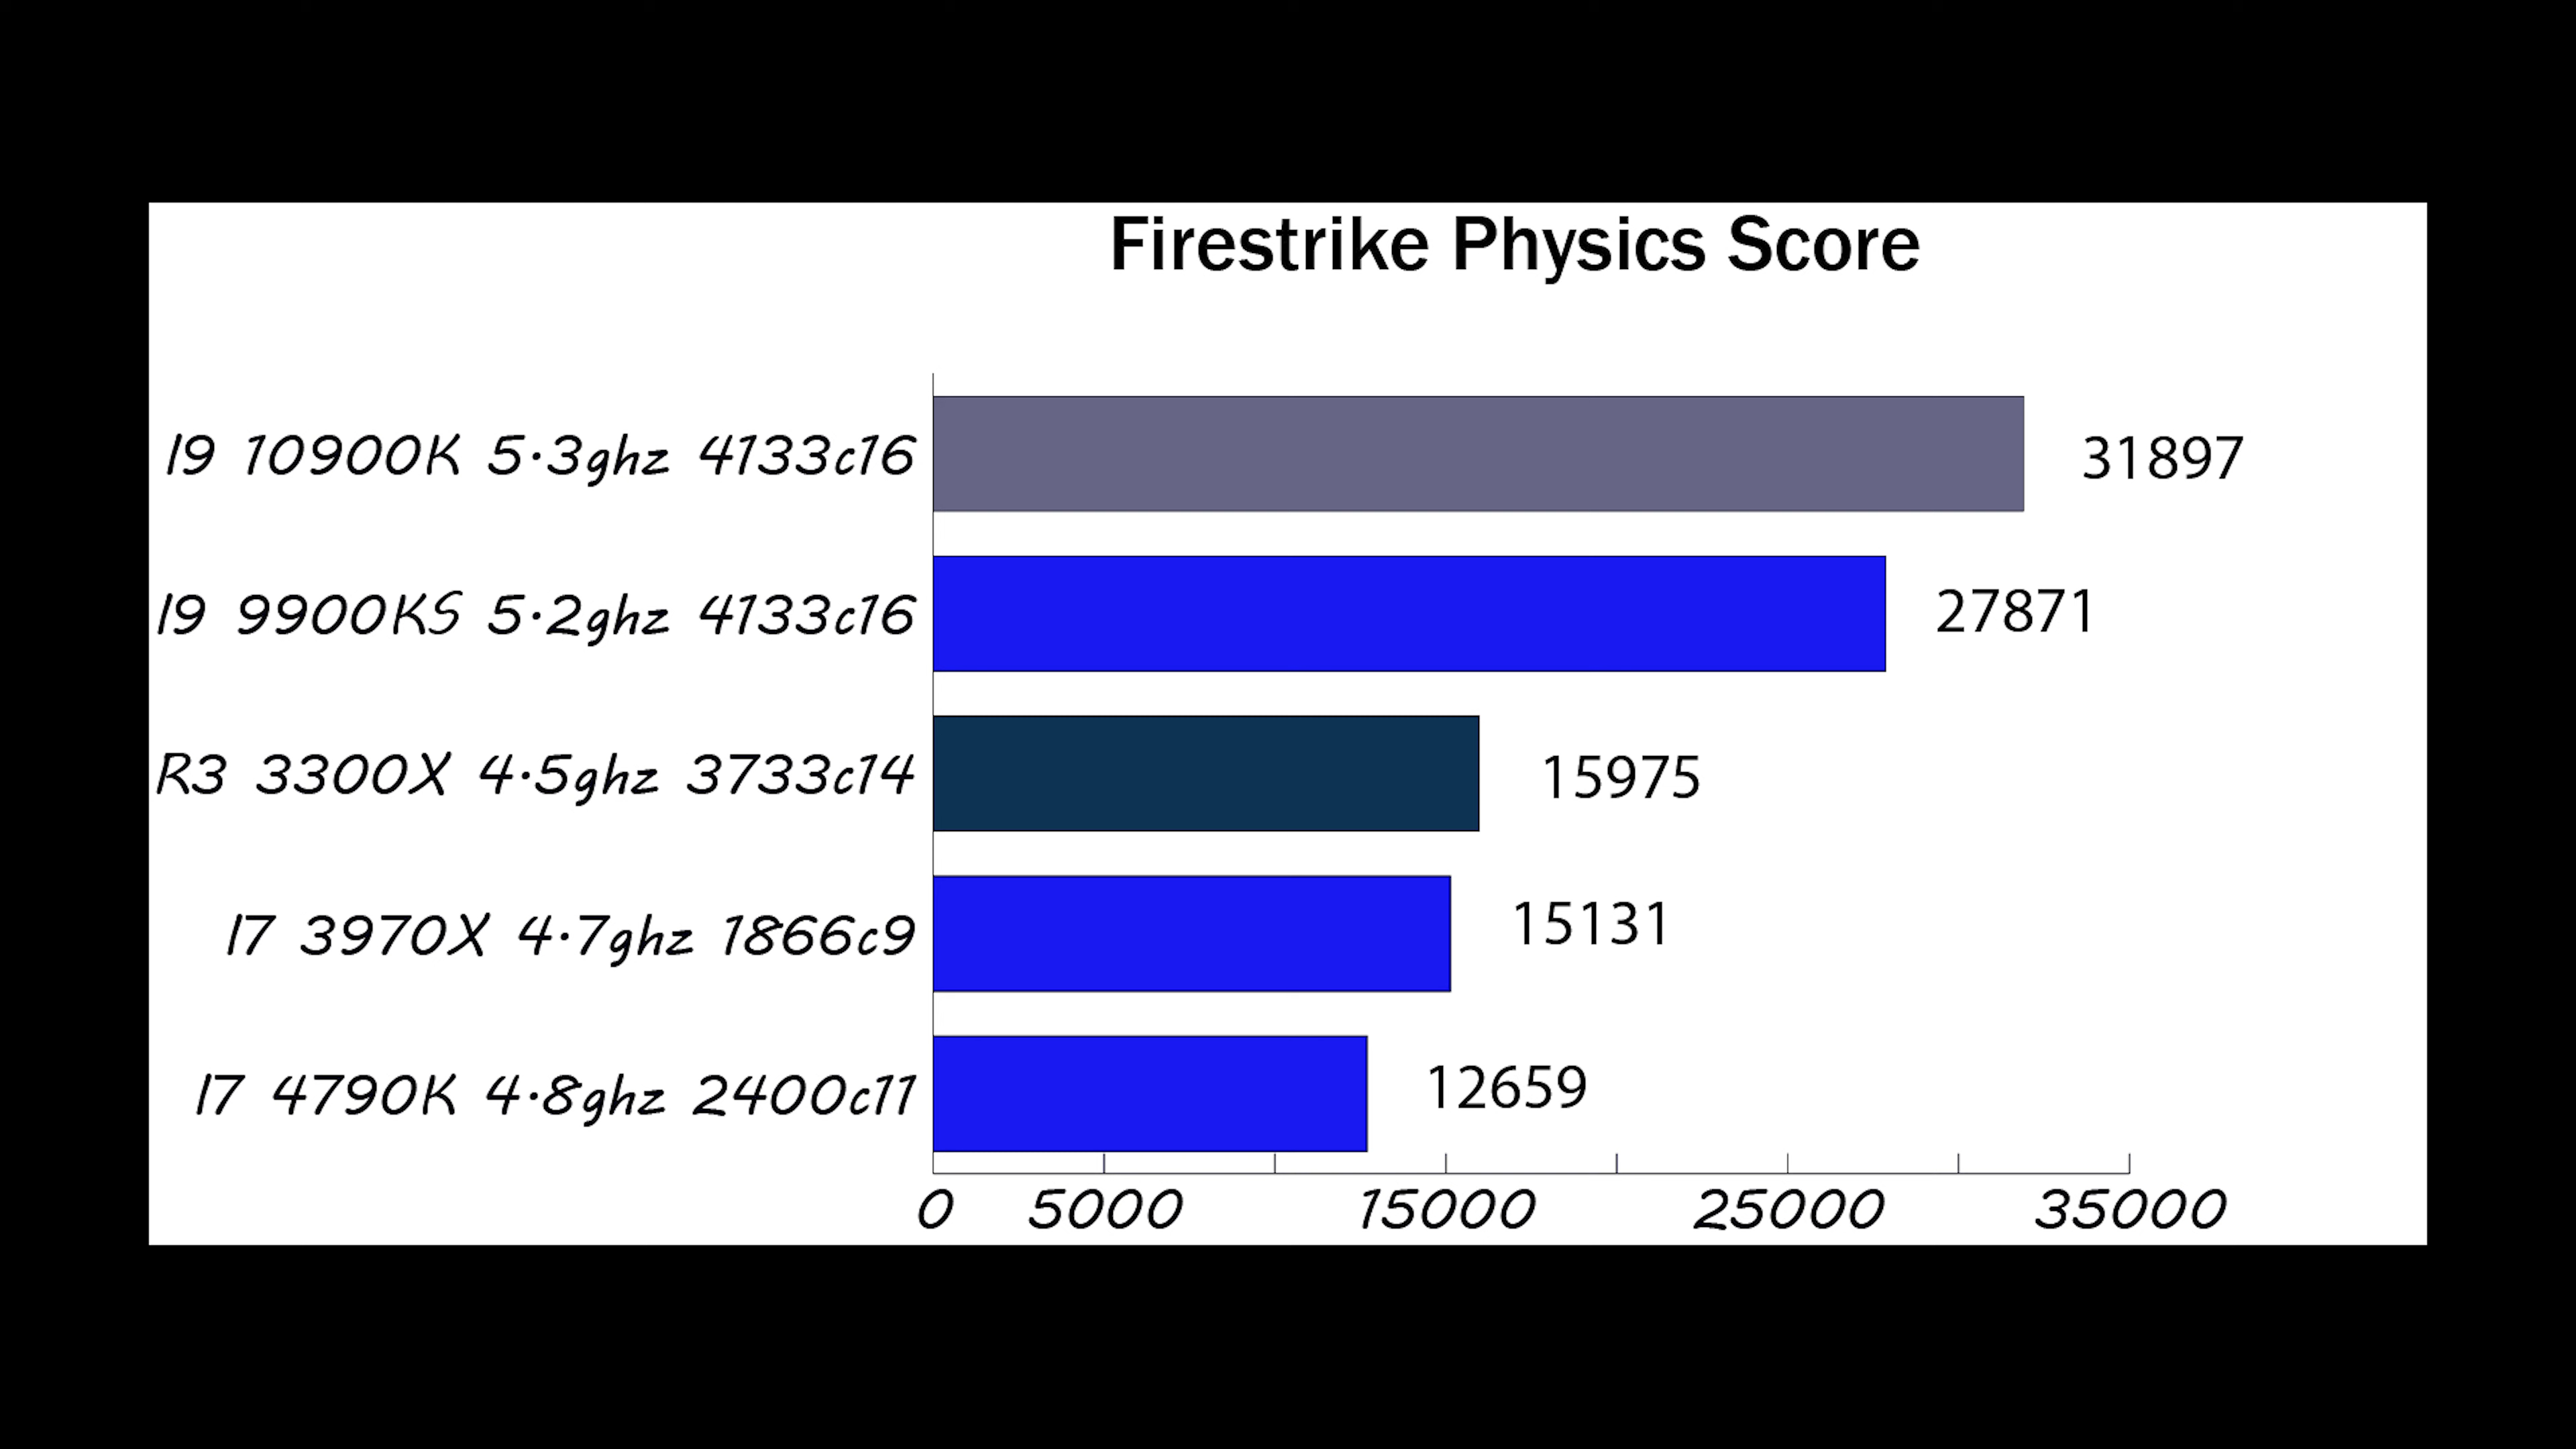 Firestrike Physics Score
I9 10900K 5.3ghz 4133c16 31897
I9 9900KS 5.2ghz 4133c16 27871
R3 3300X 4.5ghz 3733c14 15975
I7 3970X 4.7ghz 1866c9 15131
I7 4790K 4.8ghz 2400c11 12659
0 5000 15000 25000 35000